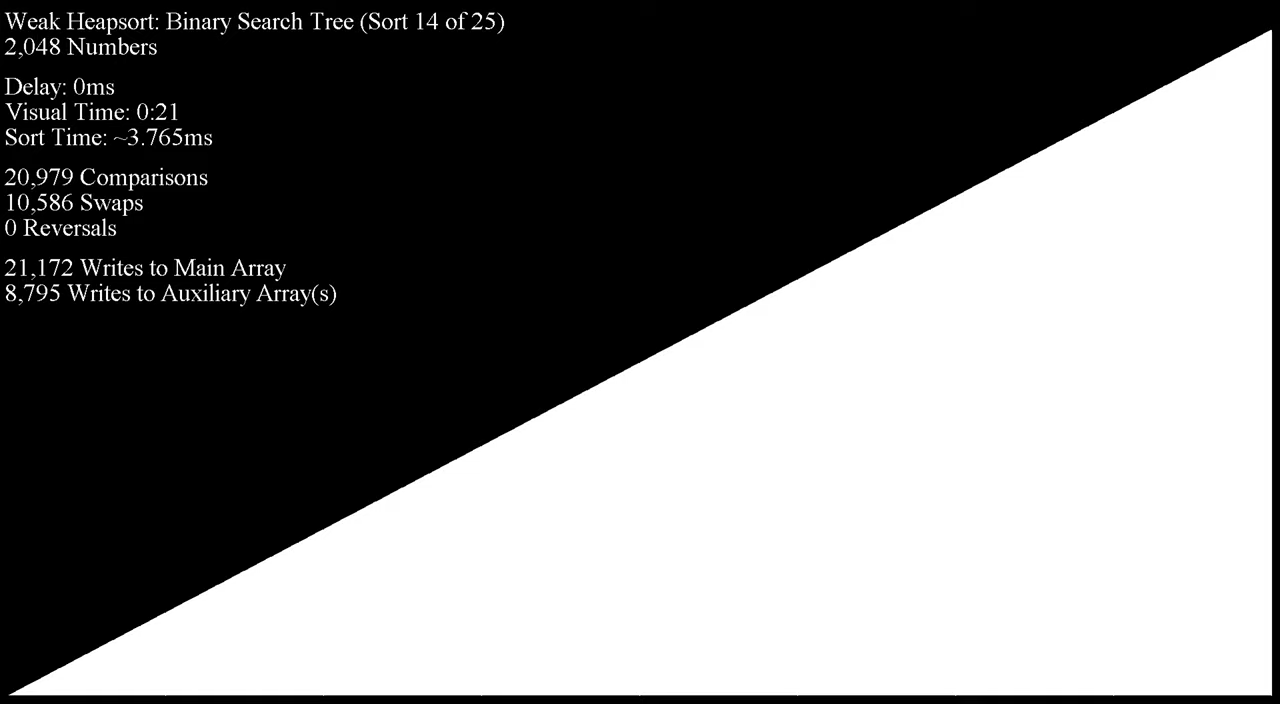 Weak Heapsort: Binary Search Tree (Sort 14 of 25)
2,048 Numbers
Delay: 0ms
Visual Time: 0:21
Sort Time: ~3.765ms
20,979 Comparisons
10,586 Swaps
0 Reversals
21,172 Writes to Main Array
8,795 Writes to Auxiliary Array(s)